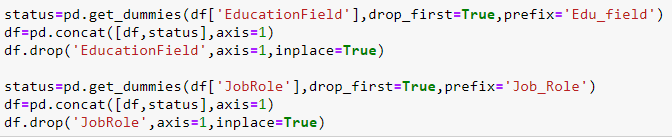 status=pd.get_dummies(df['EducationField'],drop_first=True,prefix='Edu_field')
df=pd.concat([df,status],axis=1)
df.drop('EducationField',axis=1,inplace=True)
status=pd.get_dummies(df['JobRole'],drop_first=True,prefix='Job_Role')
df=pd.concat([df,status],axis=1)
df.drop('JobRole',axis=1,inplace=True)